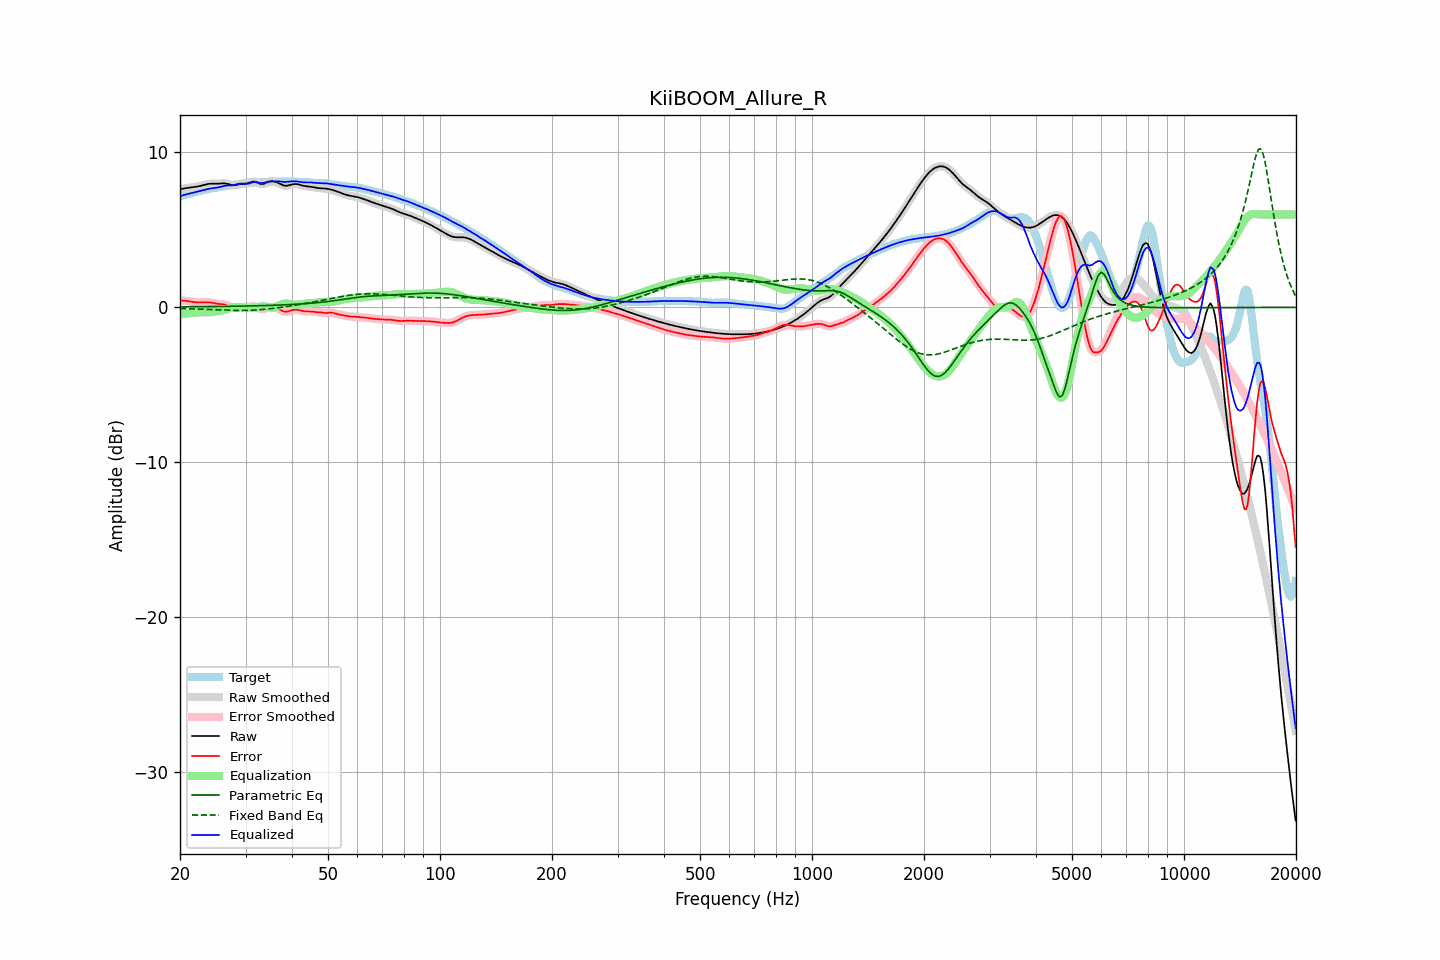 KiiBOOM_Allure_R
Amplitude (dBr)
10
0
−10
−20
−30
Target
Raw Smoothed
Error Smoothed
Raw
Error
Equalization
Parametric Eq
Fixed Band Eq
Equalized
20 50 100 200 500 1000 2000 5000 10000 20000
Frequency (Hz)